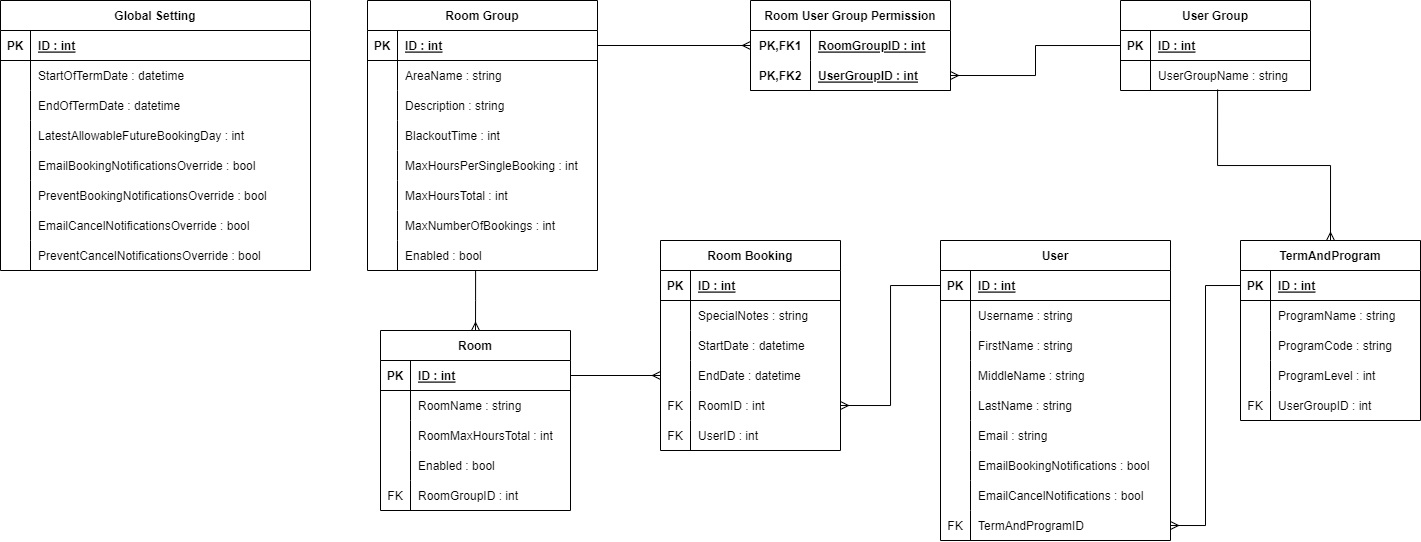 Global Setting
PK ID : int
StartOfTermDate : datetime
EndOfTermDate : datetime
LatestAllowableFutureBookingDay : int
EmailBookingNotificationsOverride : bool
PreventBookingNotificationsOverride : bool
EmailCancelNotificationsOverride : bool
PreventCancelNotificationsOverride : bool
Room Group
PK ID : int
AreaName : string
Description : string
BlackoutTime : int
MaxHoursPerSingleBooking : int
MaxHoursTotal : int
MaxNumberOfBookings : int
Enabled : bool
Room User Group Permission
PK,FK1 RoomGroupID : int
PK,FK2 UserGroupID : int
User Group
PK ID : int
UserGroupName : string
Room
PK ID : int
RoomName : string
RoomMaxHoursTotal : int
Enabled : bool
FK RoomGroupID : int
Room Booking
PK ID : int
SpecialNotes : string
StartDate : datetime
EndDate : datetime
FK RoomID : int
FK UserID : int
User
PK ID : int
Username : string
FirstName : string
MiddleName : string
LastName : string
Email : string
EmailBookingNotifications : bool
EmailCancelNotifications : bool
FK TermAndProgramID
TermAndProgram
PK ID : int
ProgramName : string
ProgramCode : string
ProgramLevel : int
FK UserGroupID : int